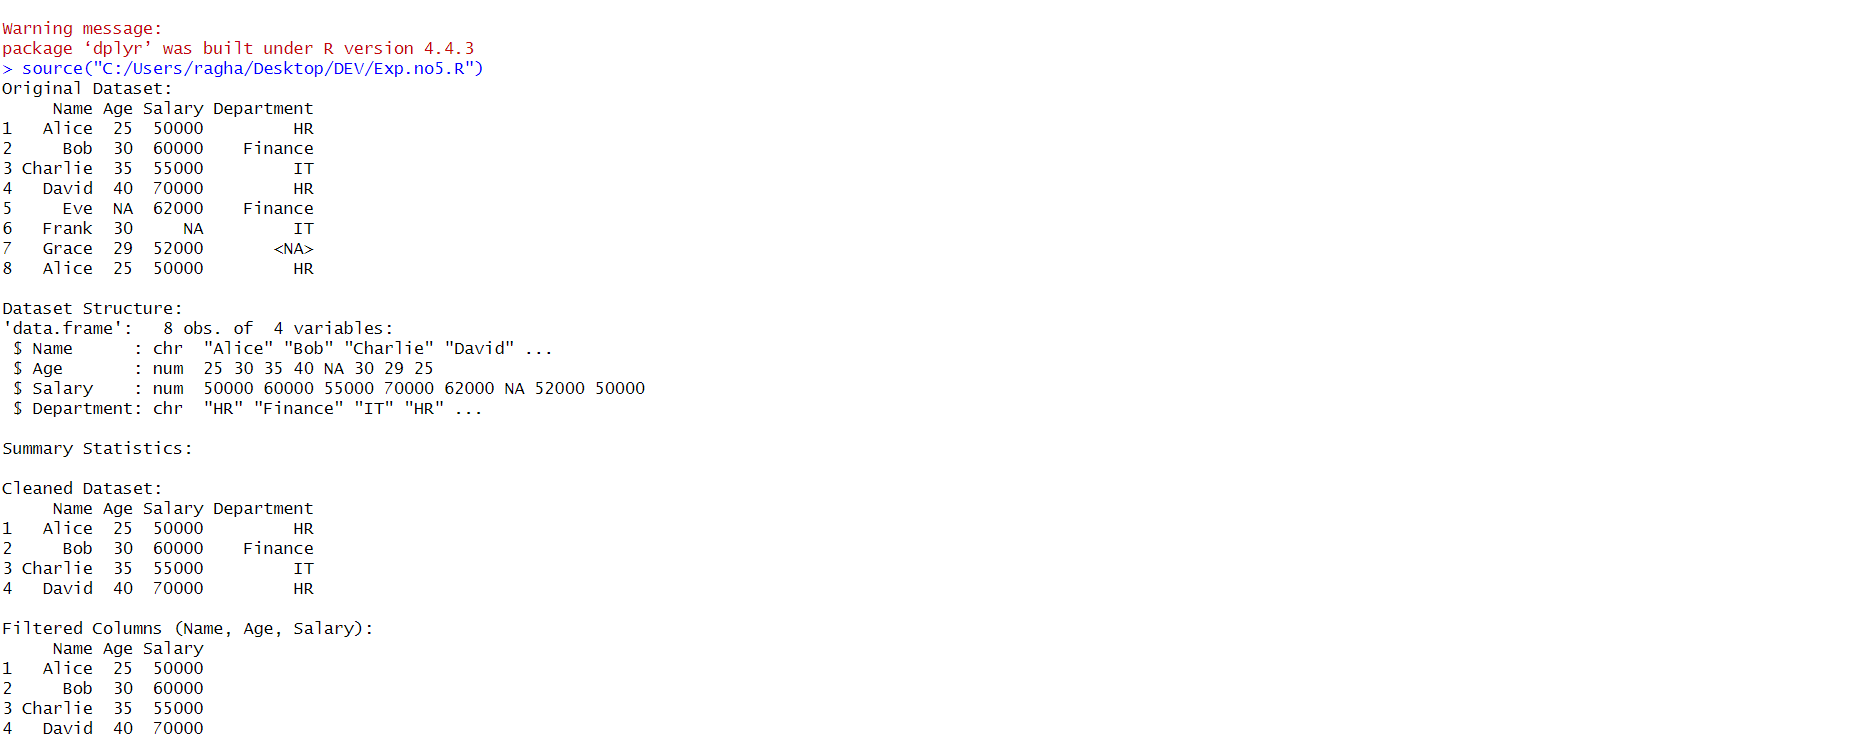 Warning message:
package ‘dplyr’ was built under R version 4.4.3
> source("C:/Users/ragha/Desktop/DEV/Exp.no5.R")
Original Dataset:
     Name Age Salary Department
1   Alice  25  50000         HR
2     Bob  30  60000    Finance
3 Charlie  35  55000         IT
4   David  40  70000         HR
5     Eve  NA  62000    Finance
6   Frank  30     NA         IT
7   Grace  29  52000       <NA>
8   Alice  25  50000         HR

Dataset Structure:
'data.frame':   8 obs. of  4 variables:
 $ Name      : chr  "Alice" "Bob" "Charlie" "David" ...
 $ Age       : num  25 30 35 40 NA 30 29 25
 $ Salary    : num  50000 60000 55000 70000 62000 NA 52000 50000
 $ Department: chr  "HR" "Finance" "IT" "HR" ...

Summary Statistics:

Cleaned Dataset:
     Name Age Salary Department
1   Alice  25  50000         HR
2     Bob  30  60000    Finance
3 Charlie  35  55000         IT
4   David  40  70000         HR

Filtered Columns (Name, Age, Salary):
     Name Age Salary
1   Alice  25  50000
2     Bob  30  60000
3 Charlie  35  55000
4   David  40  70000